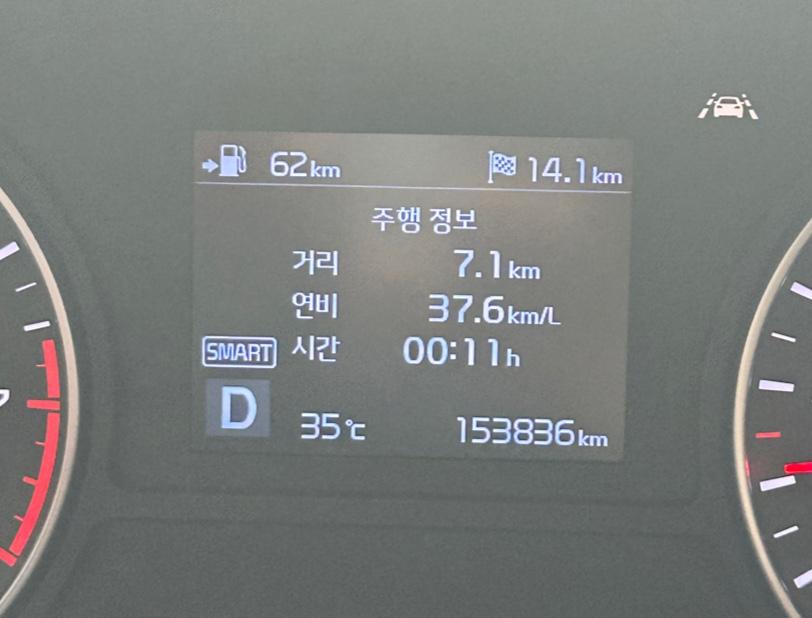 62km 14.1km
주행 정보
거리 7.1km
연비 37.6km/L
SMART 시간 00:11h
D 35℃ 153836km